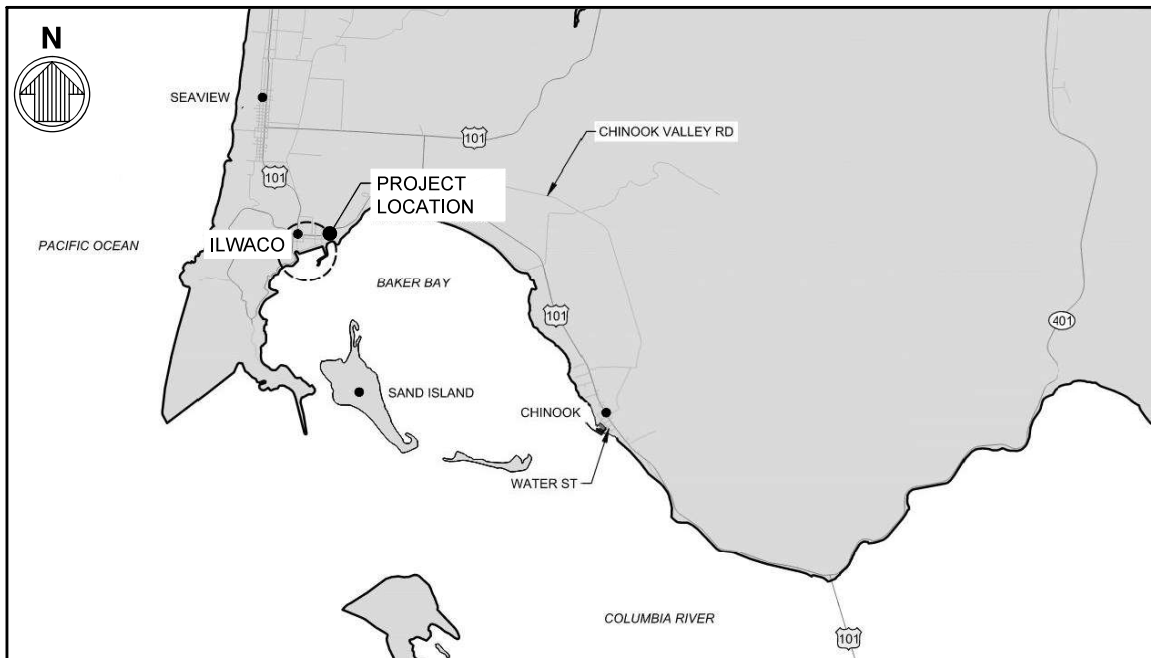 N
SEAVIEW
101
CHINOOK VALLEY RD
101
PROJECT
LOCATION
ILWACO
PACIFIC OCEAN
BAKER BAY
101
401
SAND ISLAND
CHINOOK
WATER ST
COLUMBIA RIVER
101